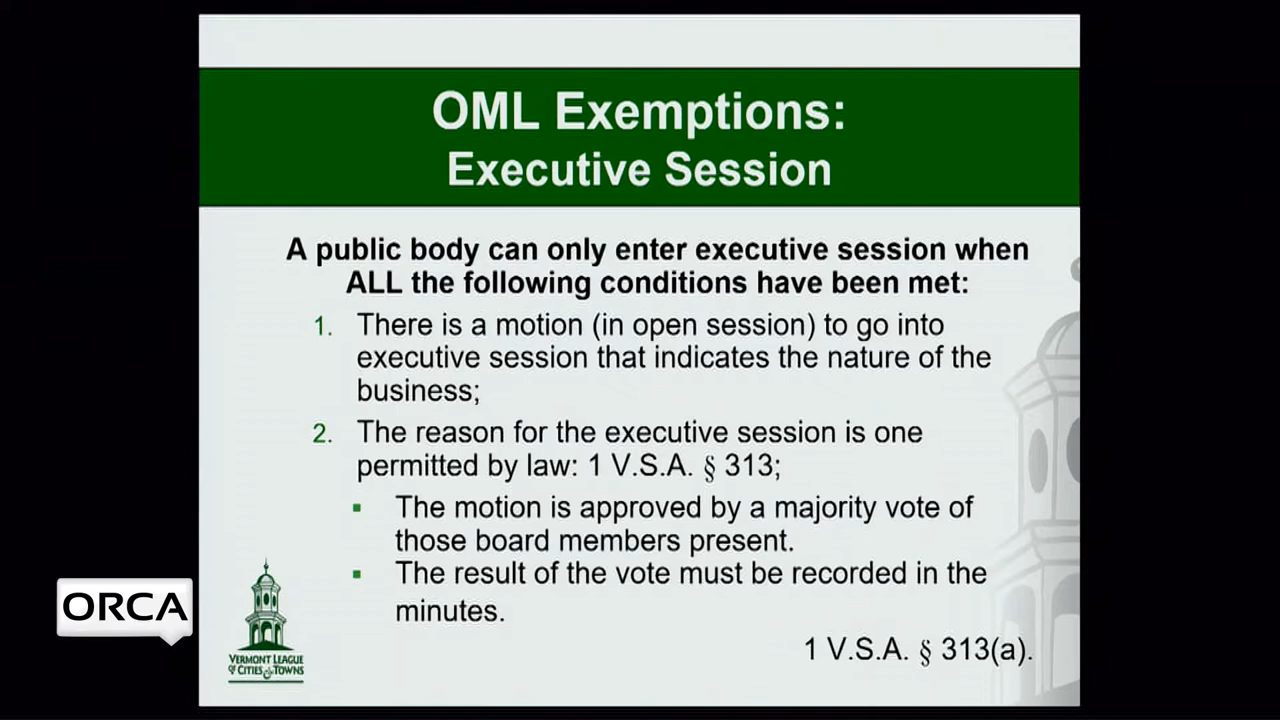 OML Exemptions:
Executive Session
A public body can only enter executive session when
ALL the following conditions have been met:
1. There is a motion (in open session) to go into
executive session that indicates the nature of the
business;
2. The reason for the executive session is one
permitted by law: 1 V.S.A. § 313;
▪ The motion is approved by a majority vote of
those board members present.
▪ The result of the vote must be recorded in the
minutes.
1 V.S.A. § 313(a).
ORCA
VERMONT LEAGUE
OF CITIES & TOWNS